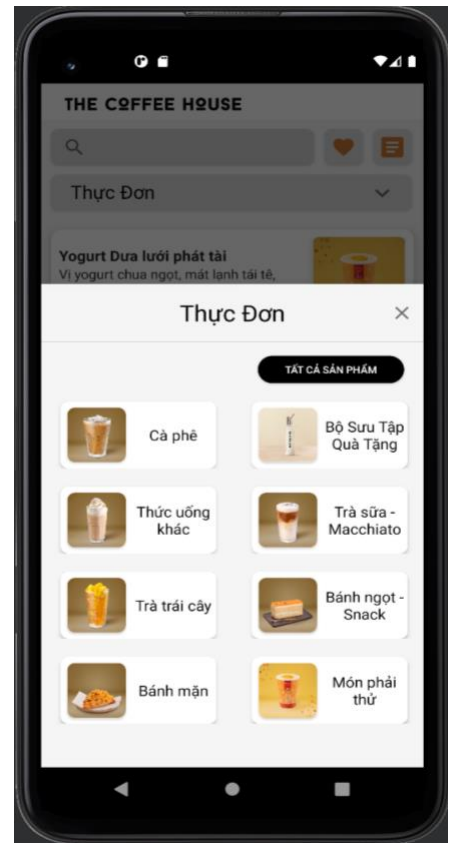 THE COFFEE HOUSE
Thực Đơn
Yogurt Dưa lưới phát tài
Vị yogurt chua ngọt, mát lạnh tái tê,
Thực Đơn
TẤT CẢ SẢN PHẨM
Cà phê
Bộ Sưu Tập
Quà Tặng
Thức uống
khác
Trà sữa -
Macchiato
Trà trái cây
Bánh ngọt -
Snack
Bánh mặn
Món phải
thử